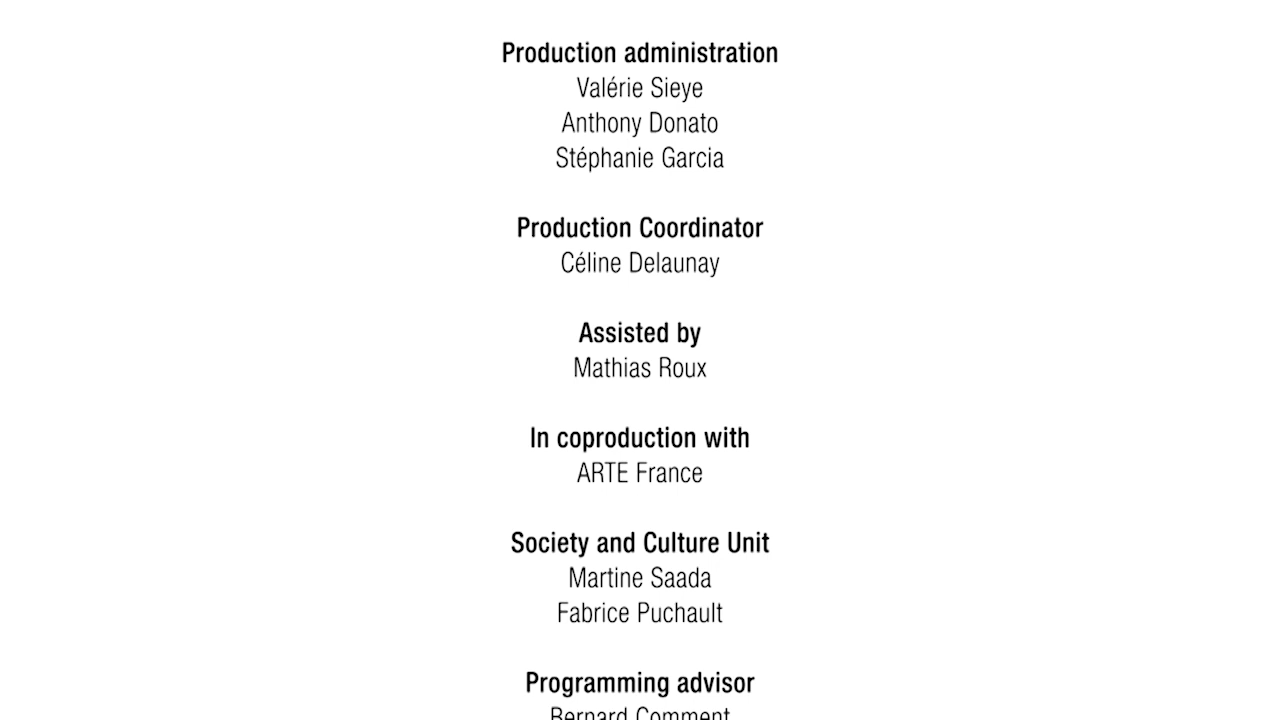 Production administration
Valérie Sieye
Anthony Donato
Stéphanie Garcia
Production Coordinator
Céline Delaunay
Assisted by
Mathias Roux
In coproduction with
ARTE France
Society and Culture Unit
Martine Saada
Fabrice Puchault
Programming advisor
Bernard Comment